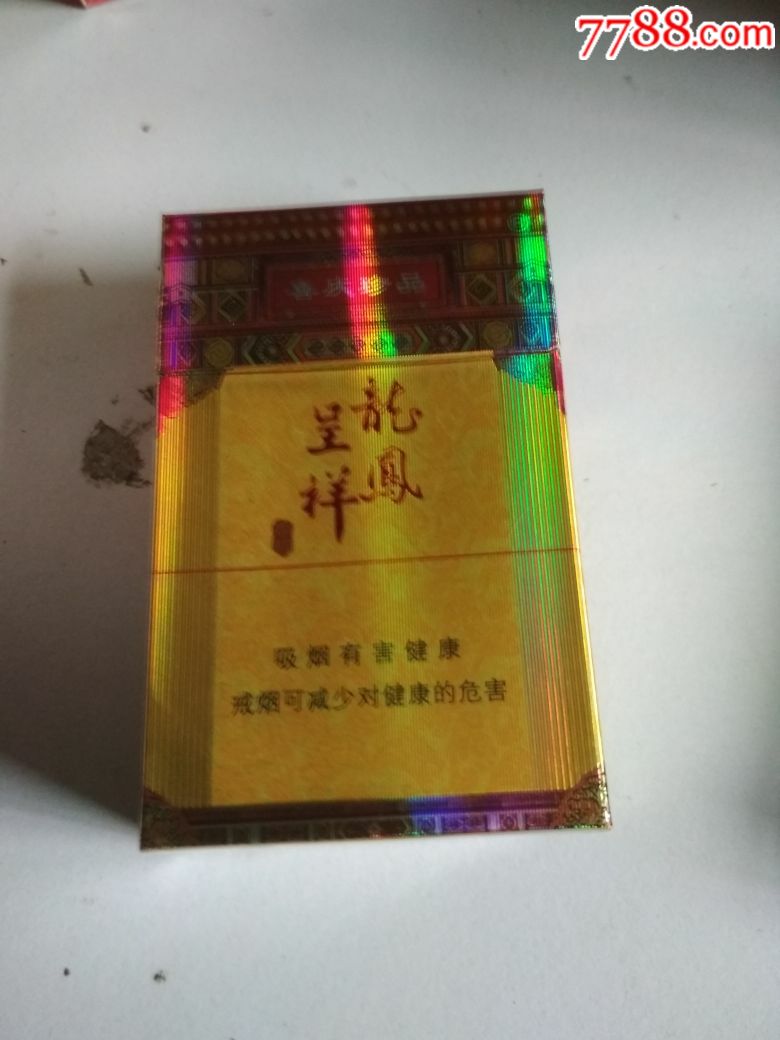 7788.com
龍鳳
呈祥
吸烟有害健康
戒烟可减少对健康的危害